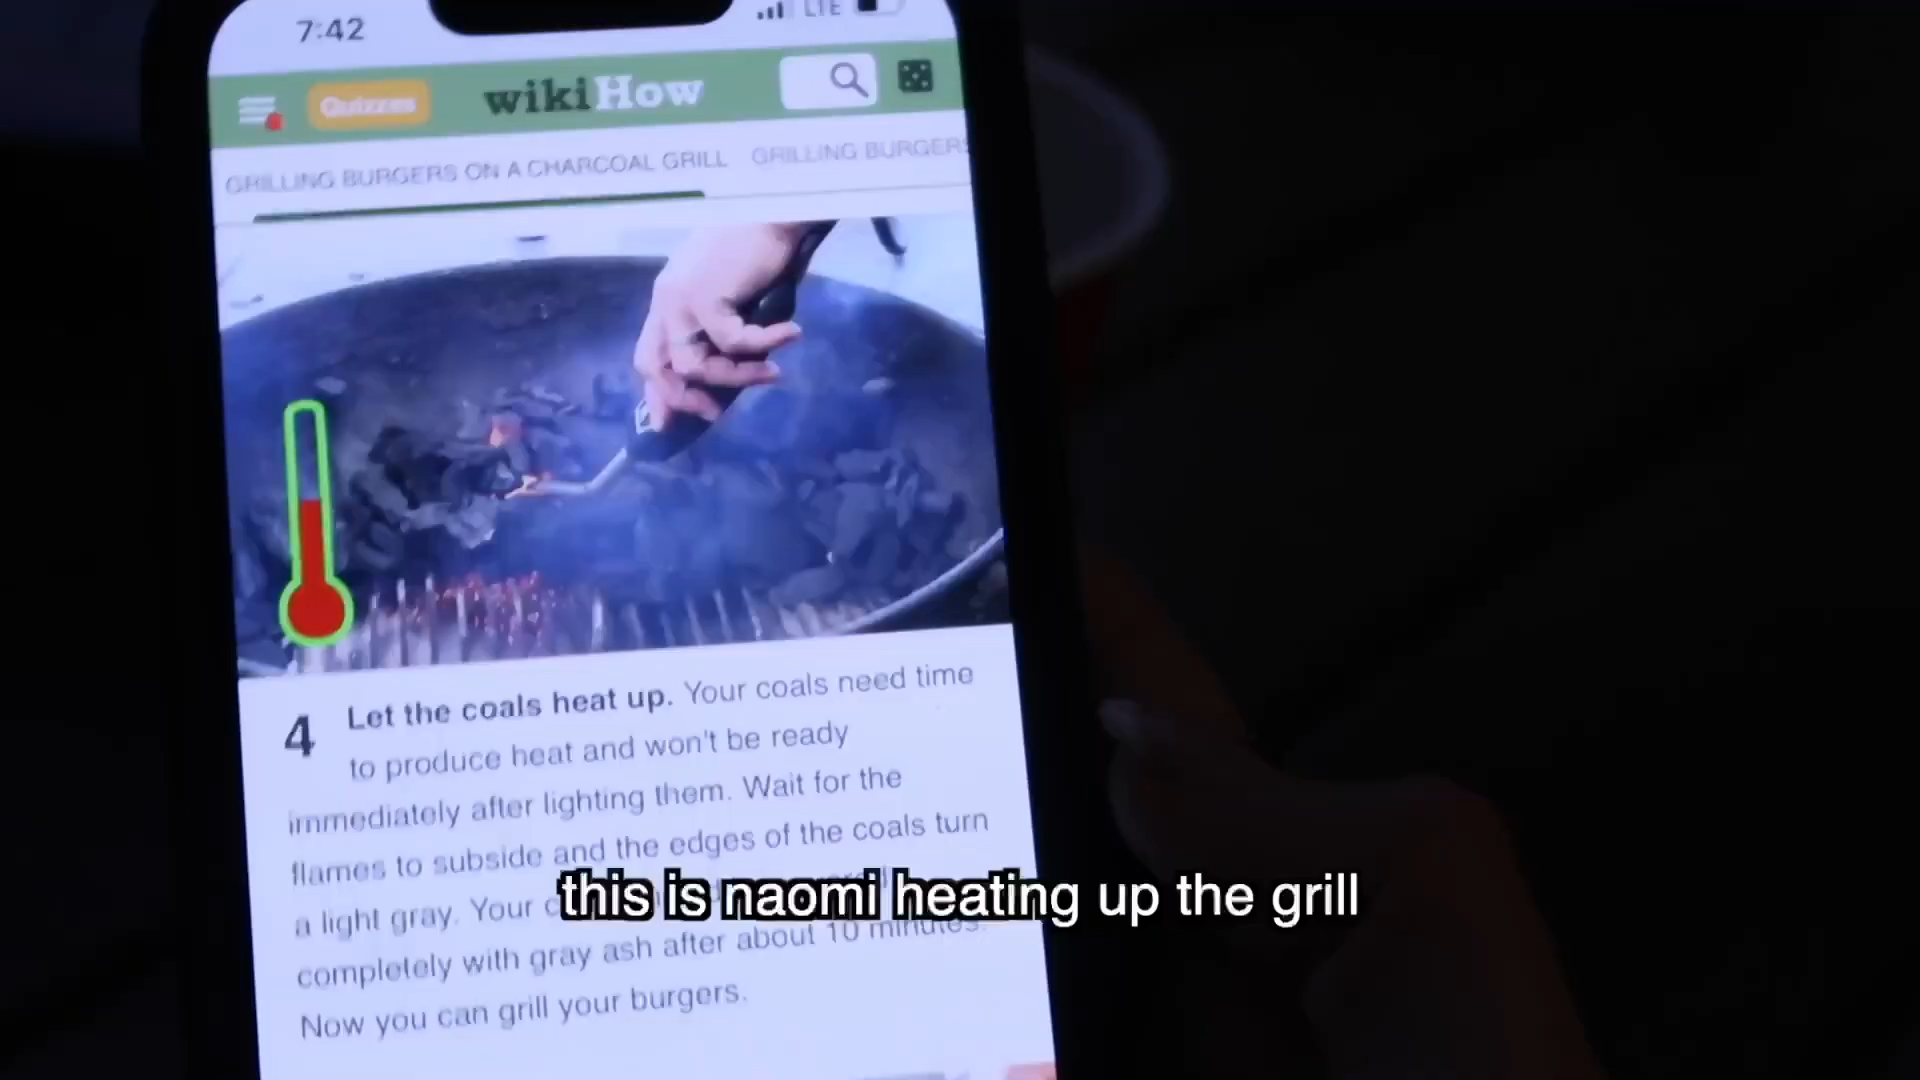 7:42
LTE
Quizzes
wikiHow
GRILLING BURGERS ON A CHARCOAL GRILL GRILLING BURGERS
4 Let the coals heat up. Your coals need time
to produce heat and won't be ready
immediately after lighting them. Wait for the
flames to subside and the edges of the coals turn
a light gray. Your
this is naomi heating up the grill
completely with gray ash after about 10 minutes.
Now you can grill your burgers.